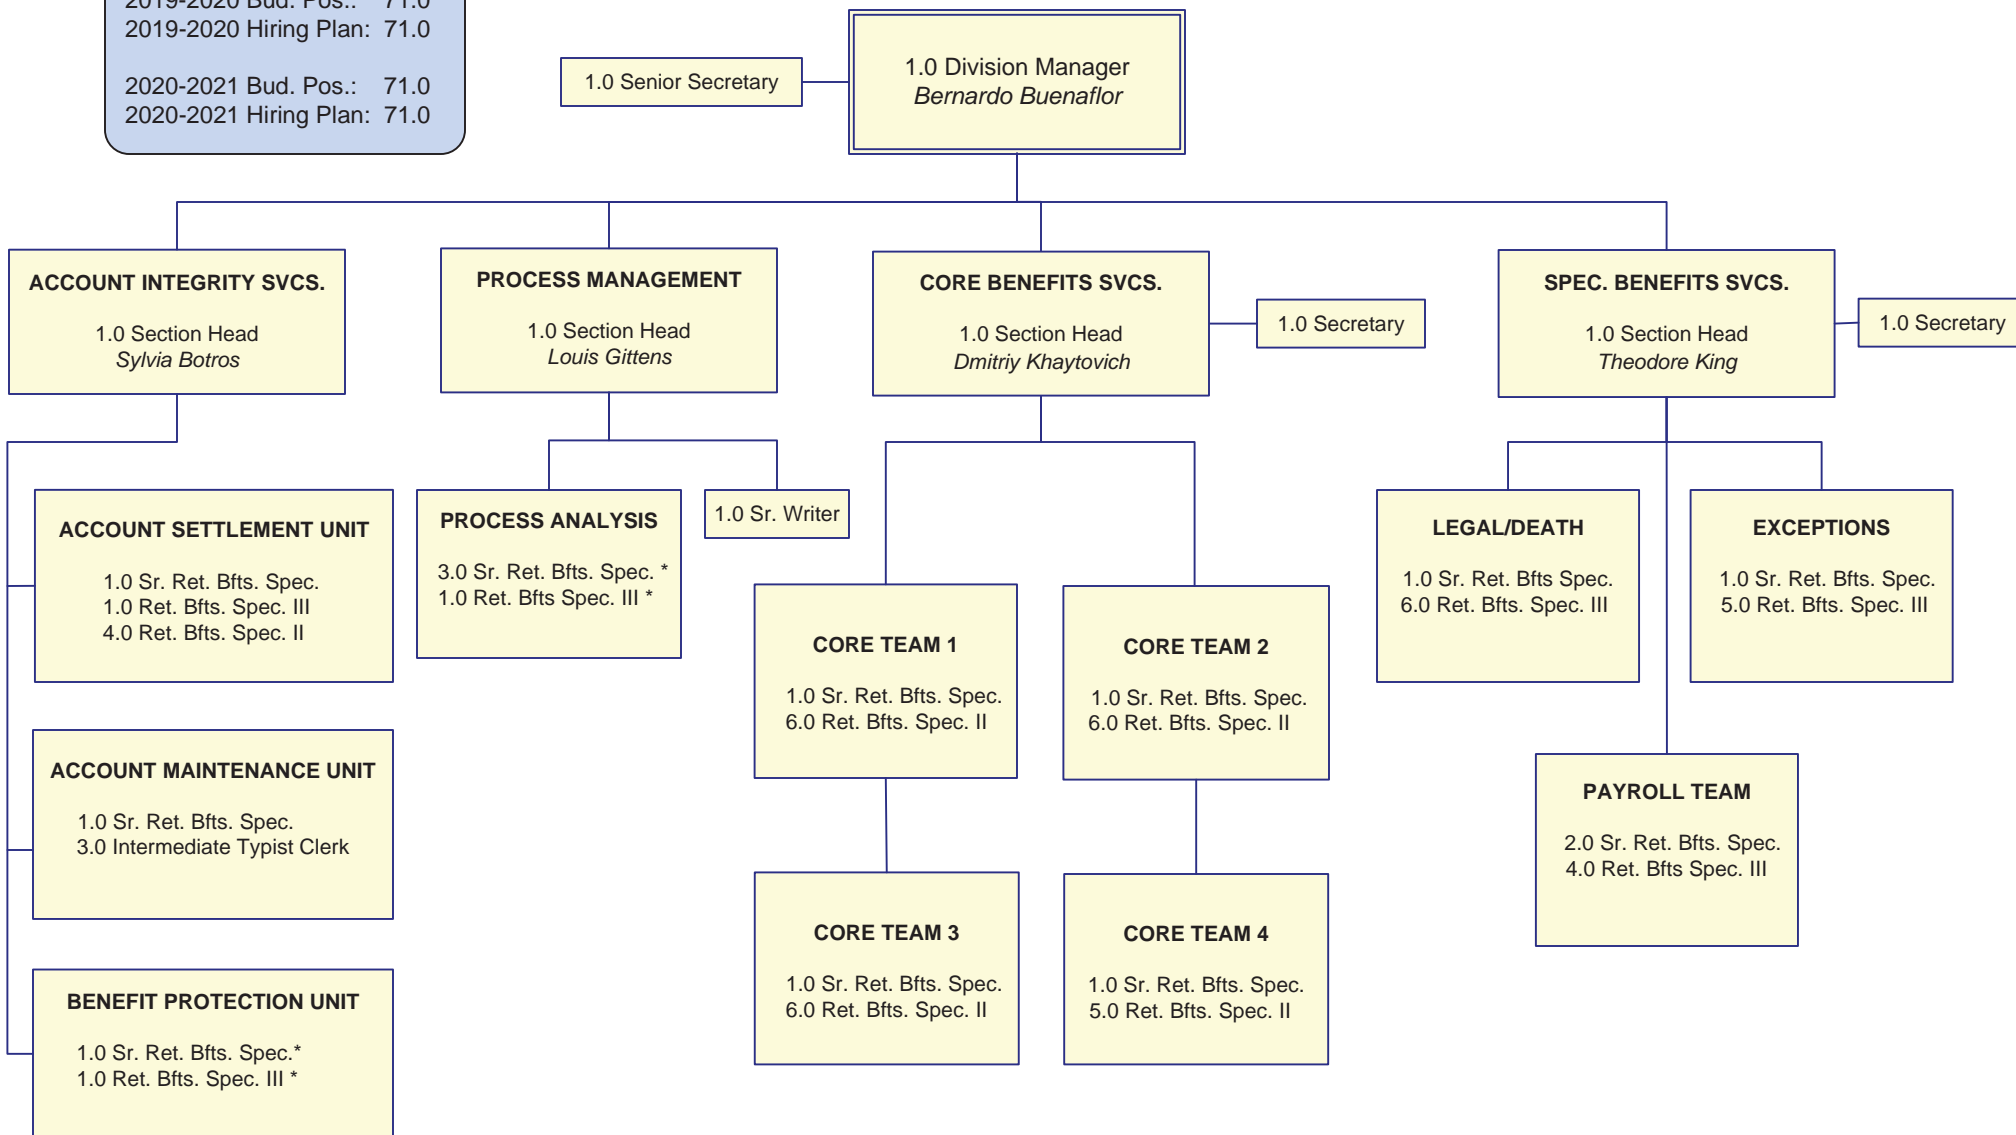 2019-2020 Bud. Pos.: 71.0
2019-2020 Hiring Plan: 71.0
2020-2021 Bud. Pos.: 71.0
2020-2021 Hiring Plan: 71.0
1.0 Senior Secretary
1.0 Division Manager
Bernardo Buenaflor
ACCOUNT INTEGRITY SVCS.
1.0 Section Head
Sylvia Botros
PROCESS MANAGEMENT
1.0 Section Head
Louis Gittens
CORE BENEFITS SVCS.
1.0 Section Head
Dmitriy Khaytovich
1.0 Secretary
SPEC. BENEFITS SVCS.
1.0 Section Head
Theodore King
1.0 Secretary
ACCOUNT SETTLEMENT UNIT
1.0 Sr. Ret. Bfts. Spec.
1.0 Ret. Bfts. Spec. III
4.0 Ret. Bfts. Spec. II
PROCESS ANALYSIS
3.0 Sr. Ret. Bfts. Spec. *
1.0 Ret. Bfts Spec. III *
1.0 Sr. Writer
LEGAL/DEATH
1.0 Sr. Ret. Bfts Spec.
6.0 Ret. Bfts. Spec. III
EXCEPTIONS
1.0 Sr. Ret. Bfts. Spec.
5.0 Ret. Bfts. Spec. III
CORE TEAM 1
1.0 Sr. Ret. Bfts. Spec.
6.0 Ret. Bfts. Spec. II
CORE TEAM 2
1.0 Sr. Ret. Bfts. Spec.
6.0 Ret. Bfts. Spec. II
ACCOUNT MAINTENANCE UNIT
1.0 Sr. Ret. Bfts. Spec.
3.0 Intermediate Typist Clerk
PAYROLL TEAM
2.0 Sr. Ret. Bfts. Spec.
4.0 Ret. Bfts Spec. III
CORE TEAM 3
1.0 Sr. Ret. Bfts. Spec.
6.0 Ret. Bfts. Spec. II
CORE TEAM 4
1.0 Sr. Ret. Bfts. Spec.
5.0 Ret. Bfts. Spec. II
BENEFIT PROTECTION UNIT
1.0 Sr. Ret. Bfts. Spec.*
1.0 Ret. Bfts. Spec. III *